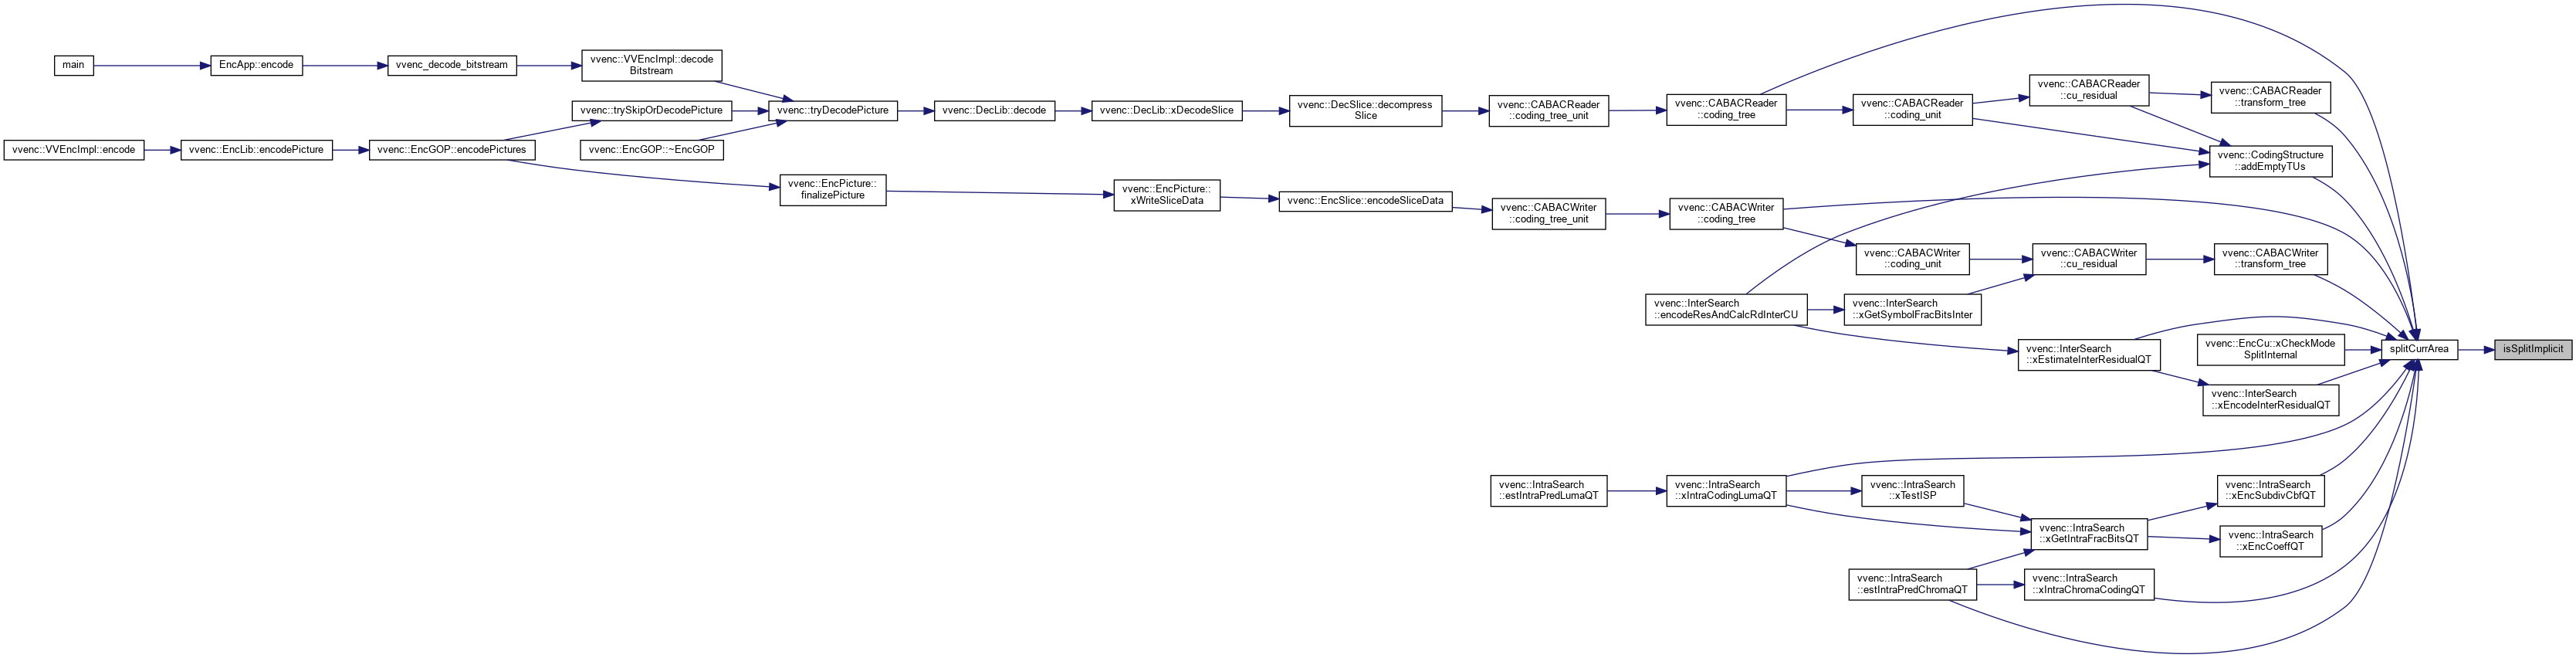 main
EncApp::encode
vvenc_decode_bitstream
vvenc::VVEncImpl::decode
Bitstream
vvenc::trySkipOrDecodePicture
vvenc::tryDecodePicture
vvenc::DecLib::decode
vvenc::DecLib::xDecodeSlice
vvenc::DecSlice::decompress
Slice
vvenc::CABACReader
::coding_tree_unit
vvenc::CABACReader
::coding_tree
vvenc::CABACReader
::coding_unit
vvenc::CABACReader
::cu_residual
vvenc::CABACReader
::transform_tree
vvenc::VVEncImpl::encode
vvenc::EncLib::encodePicture
vvenc::EncGOP::encodePictures
vvenc::EncGOP::~EncGOP
vvenc::CodingStructure
::addEmptyTUs
vvenc::EncPicture::
finalizePicture
vvenc::EncPicture::
xWriteSliceData
vvenc::EncSlice::encodeSliceData
vvenc::CABACWriter
::coding_tree_unit
vvenc::CABACWriter
::coding_tree
vvenc::CABACWriter
::coding_unit
vvenc::CABACWriter
::cu_residual
vvenc::CABACWriter
::transform_tree
vvenc::InterSearch
::encodeResAndCalcRdInterCU
vvenc::InterSearch
::xGetSymbolFracBitsInter
vvenc::InterSearch
::xEstimateInterResidualQT
vvenc::EncCu::xCheckMode
SplitInternal
splitCurrArea
isSplitImplicit
vvenc::InterSearch
::xEncodeInterResidualQT
vvenc::IntraSearch
::estIntraPredLumaQT
vvenc::IntraSearch
::xIntraCodingLumaQT
vvenc::IntraSearch
::xTestISP
vvenc::IntraSearch
::xEncSubdivCbfQT
vvenc::IntraSearch
::xGetIntraFracBitsQT
vvenc::IntraSearch
::xEncCoeffQT
vvenc::IntraSearch
::estIntraPredChromaQT
vvenc::IntraSearch
::xIntraChromaCodingQT